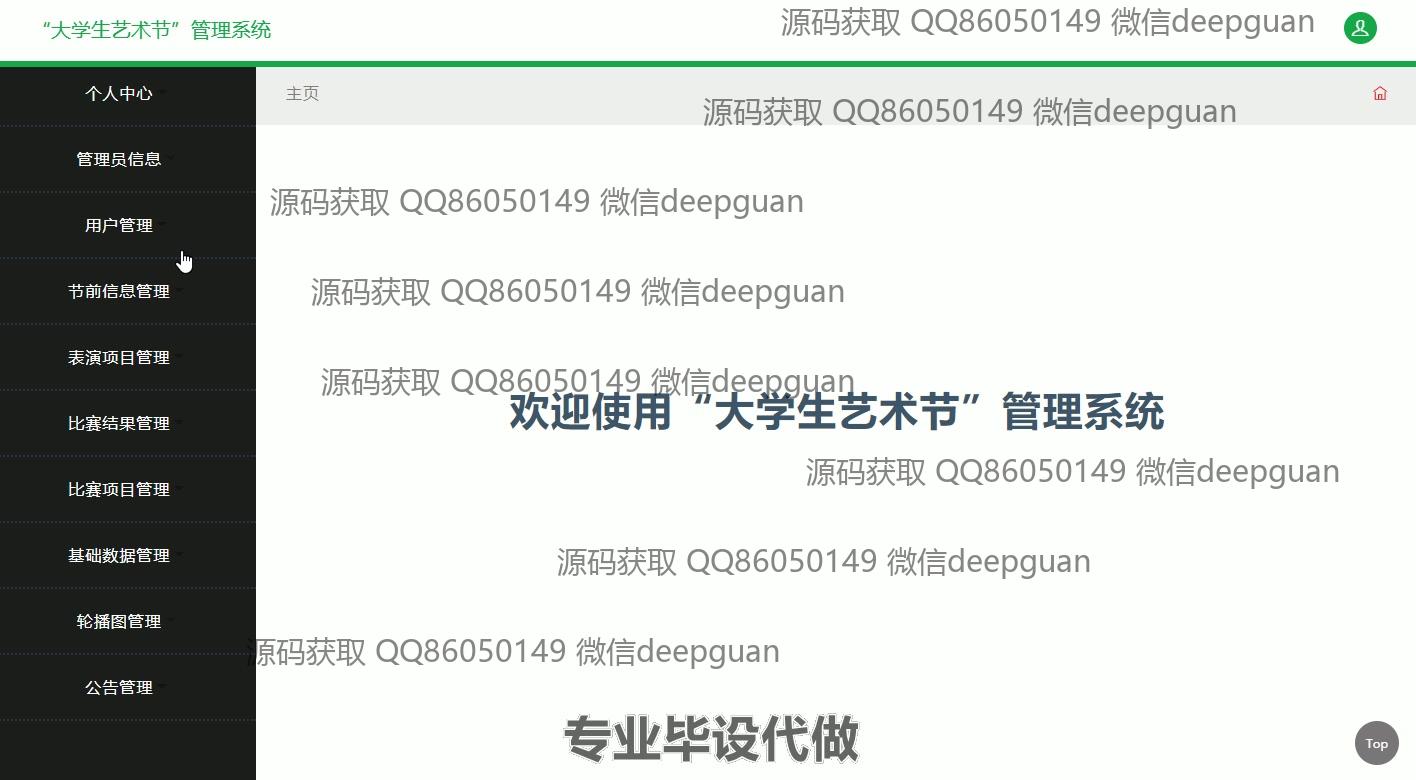 “大学生艺术节”管理系统
源码获取 QQ86050149 微信deepguan
个人中心
主页
源码获取 QQ86050149 微信deepguan
管理员信息
源码获取 QQ86050149 微信deepguan
用户管理
节前信息管理
源码获取 QQ86050149 微信deepguan
表演项目管理
源码获取 QQ86050149 微信deepguan
欢迎使用“大学生艺术节”管理系统
比赛结果管理
源码获取 QQ86050149 微信deepguan
比赛项目管理
基础数据管理
源码获取 QQ86050149 微信deepguan
轮播图管理
源码获取 QQ86050149 微信deepguan
公告管理
专业毕设代做
Top